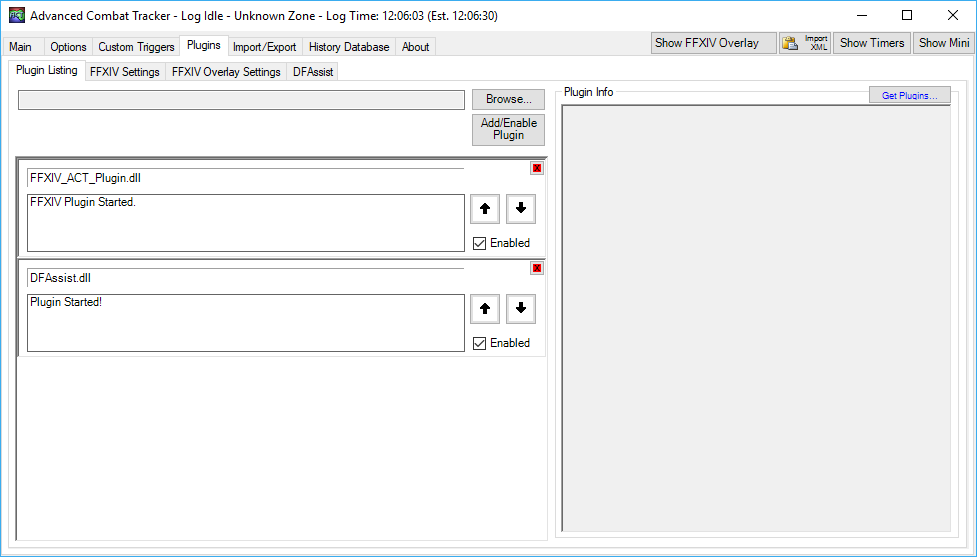 Advanced Combat Tracker - Log Idle - Unknown Zone - Log Time: 12:06:03 (Est. 12:06:30)
Main Options Custom Triggers Plugins Import/Export History Database About
Show FFXIV Overlay Import XML Show Timers Show Mini
Plugin Listing FFXIV Settings FFXIV Overlay Settings DFAssist
Browse...
Add/Enable
Plugin
Plugin Info
Get Plugins...
FFXIV_ACT_Plugin.dll
X
FFXIV Plugin Started.
Enabled
DFAssist.dll
X
Plugin Started!
Enabled